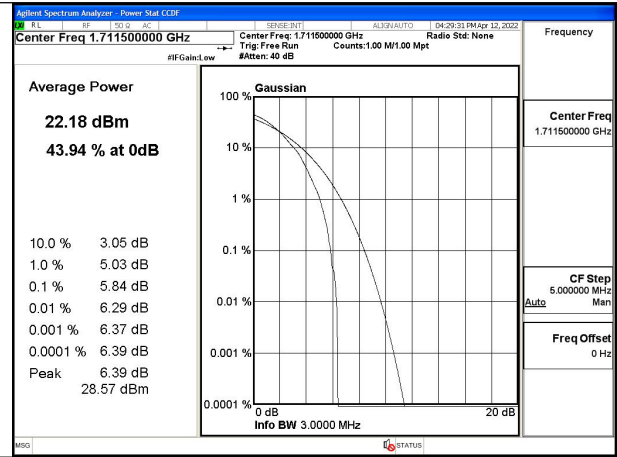 Agilent Spectrum Analyzer - Power Stat CCDF
RL RF 50 Ω AC SENSE:INT ALIGN AUTO 04:29:31 PM Apr 12, 2022
Center Freq 1.711500000 GHz
Center Freq: 1.711500000 GHz Radio Std: None
Trig: Free Run Counts:1.00 M/1.00 Mpt
#IFGain:Low #Atten: 40 dB
Frequency
Average Power
22.18 dBm
43.94 % at 0dB
10.0 % 3.05 dB
1.0 % 5.03 dB
0.1 % 5.84 dB
0.01 % 6.29 dB
0.001 % 6.37 dB
0.0001 % 6.39 dB
Peak 6.39 dB
28.57 dBm
Gaussian
100 %
10 %
1 %
0.1 %
0.01 %
0.001 %
0.0001 %
0 dB 20 dB
Info BW 3.0000 MHz
Center Freq
1.711500000 GHz
CF Step
5.000000 MHz
Auto Man
Freq Offset
0 Hz
MSG STATUS